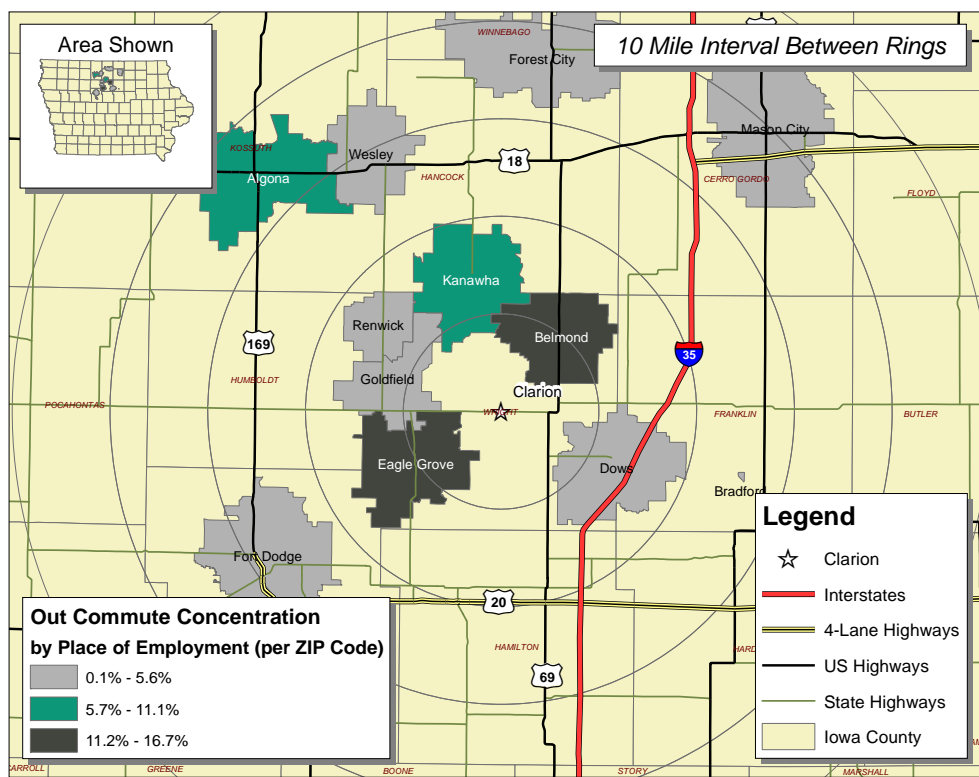 Area Shown
10 Mile Interval Between Rings
WINNEBAGO
Forest City
Mason City
KOSSUTH
Wesley
Algona
HANCOCK
18
CERRO GORDO
FLOYD
Kanawha
Renwick
Belmond
169
35
Goldfield
HUMBOLDT
Clarion
POCAHONTAS
WRIGHT
FRANKLIN
BUTLER
Eagle Grove
Dows
Bradford
Fort Dodge
20
HAMILTON
69
Legend
Clarion
Interstates
4-Lane Highways
US Highways
State Highways
Iowa County
Out Commute Concentration
by Place of Employment (per ZIP Code)
0.1% - 5.6%
5.7% - 11.1%
11.2% - 16.7%
CARROLL
GREENE
BOONE
STORY
MARSHALL